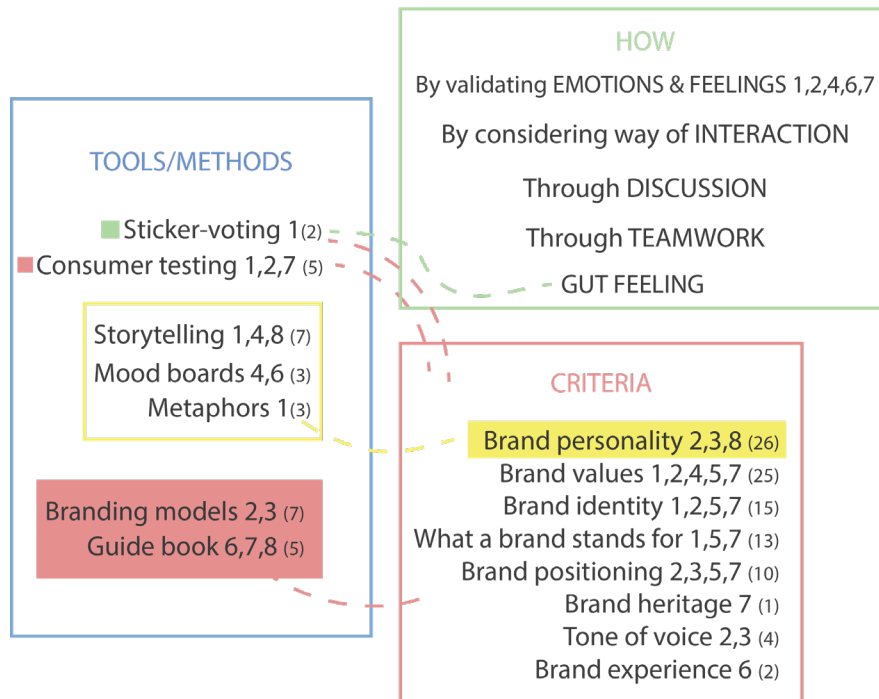 HOW
By validating EMOTIONS & FEELINGS 1,2,4,6,7
By considering way of INTERACTION
Through DISCUSSION
Through TEAMWORK
GUT FEELING
TOOLS/METHODS
Sticker-voting 1(2)
Consumer testing 1,2,7 (5)
Storytelling 1,4,8 (7)
Mood boards 4,6 (3)
Metaphors 1(3)
Branding models 2,3 (7)
Guide book 6,7,8 (5)
CRITERIA
Brand personality 2,3,8 (26)
Brand values 1,2,4,5,7 (25)
Brand identity 1,2,5,7 (15)
What a brand stands for 1,5,7 (13)
Brand positioning 2,3,5,7 (10)
Brand heritage 7 (1)
Tone of voice 2,3 (4)
Brand experience 6 (2)